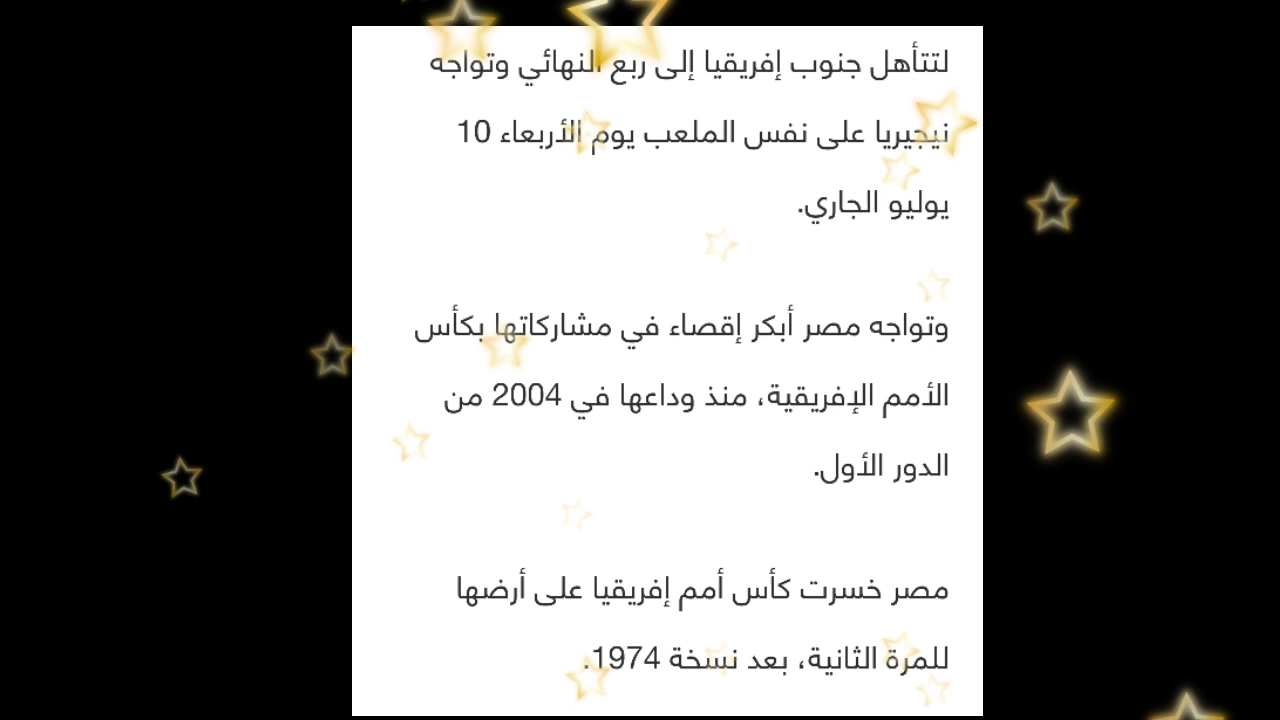 لتتأهل جنوب إفريقيا إلى ربع النهائي وتواجه
نيجيريا على نفس الملعب يوم الأربعاء 10
يوليو الجاري.
وتواجه مصر أبكر إقصاء في مشاركاتها بكأس
الأمم الإفريقية، منذ وداعها في 2004 من
الدور الأول.
مصر خسرت كأس أمم إفريقيا على أرضها
للمرة الثانية، بعد نسخة 1974.